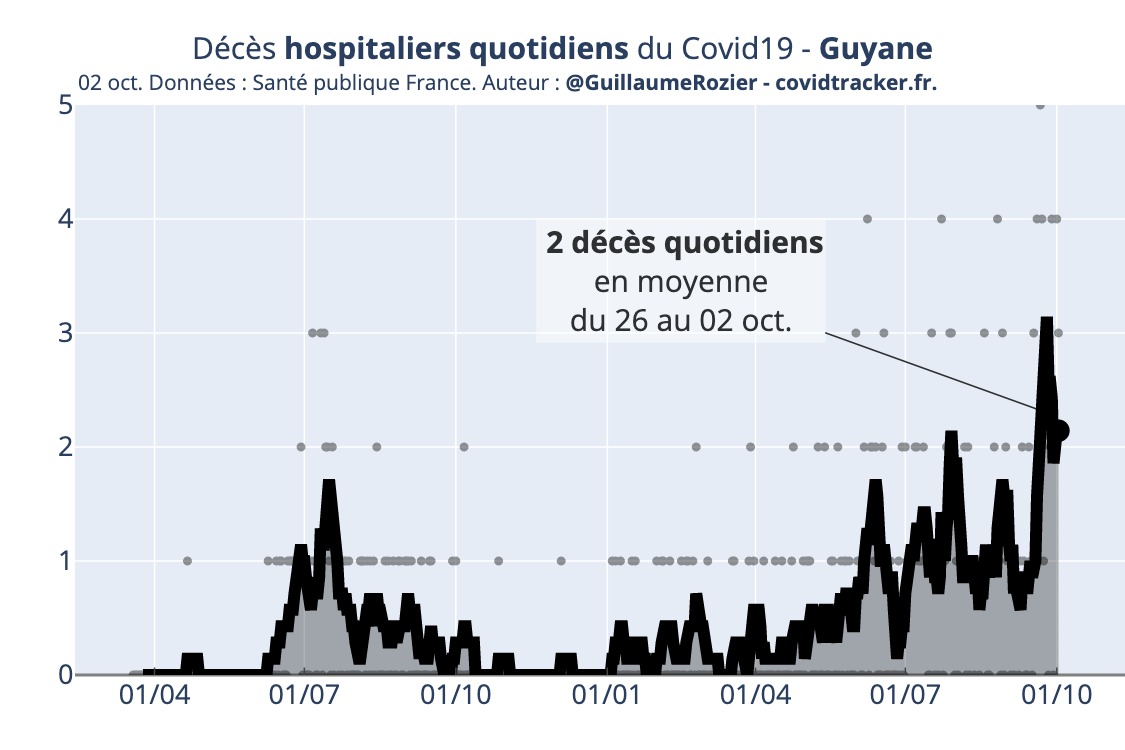 Décès hospitaliers quotidiens du Covid19 - Guyane
02 oct. Données : Santé publique France. Auteur : @GuillaumeRozier - covidtracker.fr.
5
4
2 décès quotidiens
en moyenne
du 26 au 02 oct.
3
2
1
0
01/04 01/07 01/10 01/01 01/04 01/07 01/10